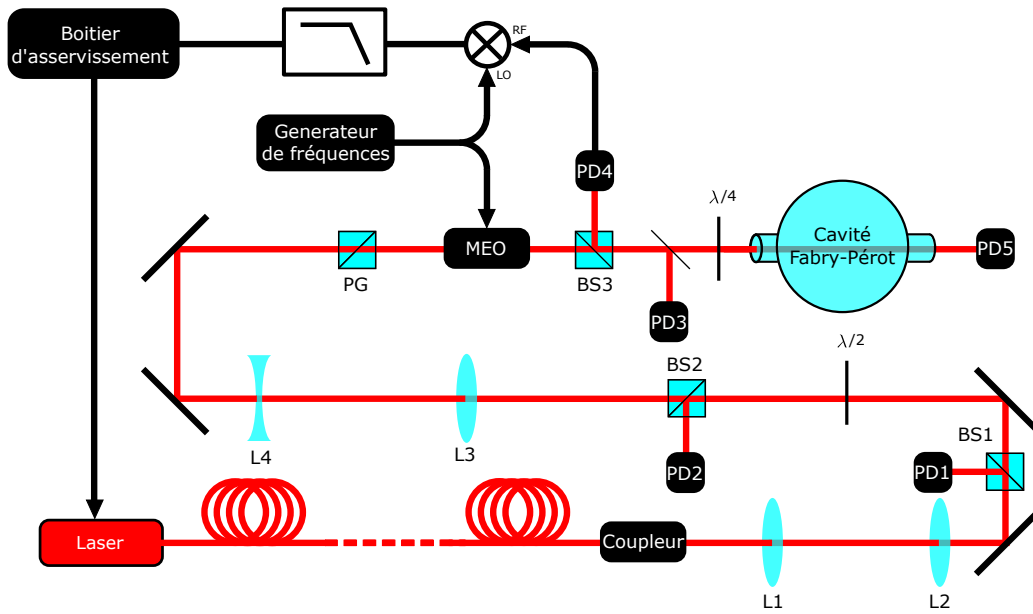 Boitier
d'asservissement
RF
LO
Generateur
de fréquences
PD4
λ/4
MEO
PG
BS3
Cavité
Fabry-Pérot
PD5
PD3
λ/2
BS2
BS1
L4
L3
PD2
PD1
Laser
Coupleur
L1
L2